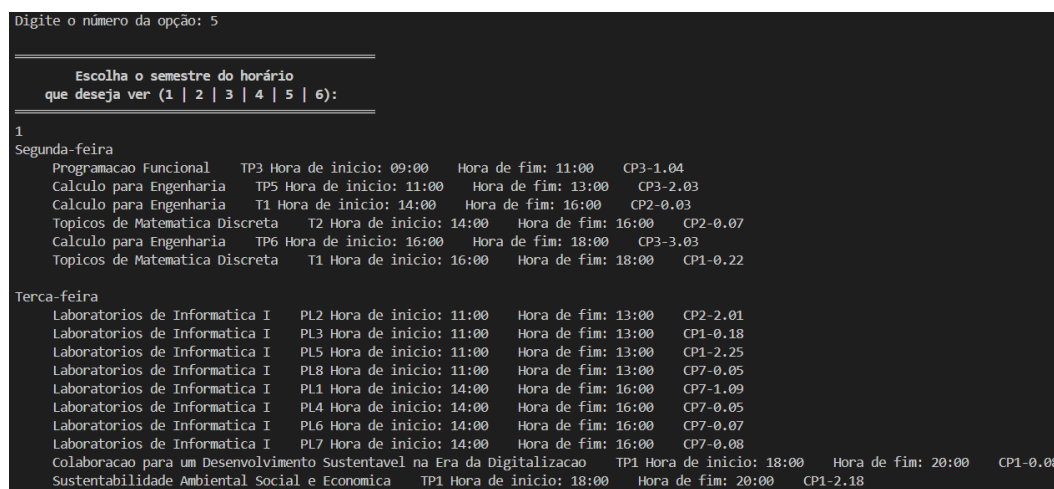 Digite o número da opção: 5
Escolha o semestre do horário
que deseja ver (1 | 2 | 3 | 4 | 5 | 6):
1
Segunda-feira
Programacao Funcional TP3 Hora de inicio: 09:00 Hora de fim: 11:00 CP3-1.04
Calculo para Engenharia TP5 Hora de inicio: 11:00 Hora de fim: 13:00 CP3-2.03
Calculo para Engenharia T1 Hora de inicio: 14:00 Hora de fim: 16:00 CP2-0.03
Topicos de Matematica Discreta T2 Hora de inicio: 14:00 Hora de fim: 16:00 CP2-0.07
Calculo para Engenharia TP6 Hora de inicio: 16:00 Hora de fim: 18:00 CP3-3.03
Topicos de Matematica Discreta T1 Hora de inicio: 16:00 Hora de fim: 18:00 CP1-0.22
Terca-feira
Laboratorios de Informatica I PL2 Hora de inicio: 11:00 Hora de fim: 13:00 CP2-2.01
Laboratorios de Informatica I PL3 Hora de inicio: 11:00 Hora de fim: 13:00 CP1-0.18
Laboratorios de Informatica I PL5 Hora de inicio: 11:00 Hora de fim: 13:00 CP1-2.25
Laboratorios de Informatica I PL8 Hora de inicio: 11:00 Hora de fim: 13:00 CP7-0.05
Laboratorios de Informatica I PL1 Hora de inicio: 14:00 Hora de fim: 16:00 CP7-1.09
Laboratorios de Informatica I PL4 Hora de inicio: 14:00 Hora de fim: 16:00 CP7-0.05
Laboratorios de Informatica I PL6 Hora de inicio: 14:00 Hora de fim: 16:00 CP7-0.07
Laboratorios de Informatica I PL7 Hora de inicio: 14:00 Hora de fim: 16:00 CP7-0.08
Colaboracao para um Desenvolvimento Sustentavel na Era da Digitalizacao TP1 Hora de inicio: 18:00 Hora de fim: 20:00 CP1-0.08
Sustentabilidade Ambiental Social e Economica TP1 Hora de inicio: 18:00 Hora de fim: 20:00 CP1-2.18